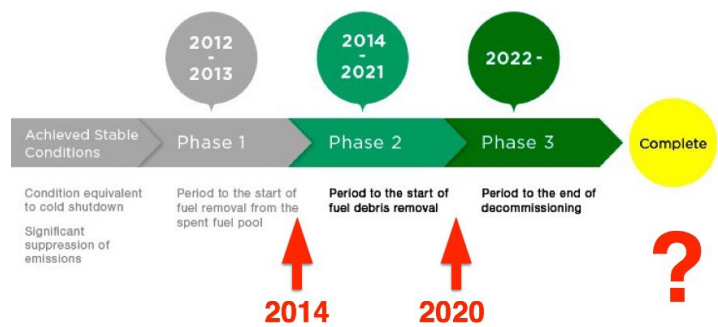 2012
-
2013
2014
-
2021
2022 -
Achieved Stable
Conditions
Phase 1
Phase 2
Phase 3
Complete
Condition equivalent
to cold shutdown
Significant
suppression of
emissions
Period to the start of
fuel removal from the
spent fuel pool
Period to the start of
fuel debris removal
Period to the end of
decommissioning
2014
2020
?